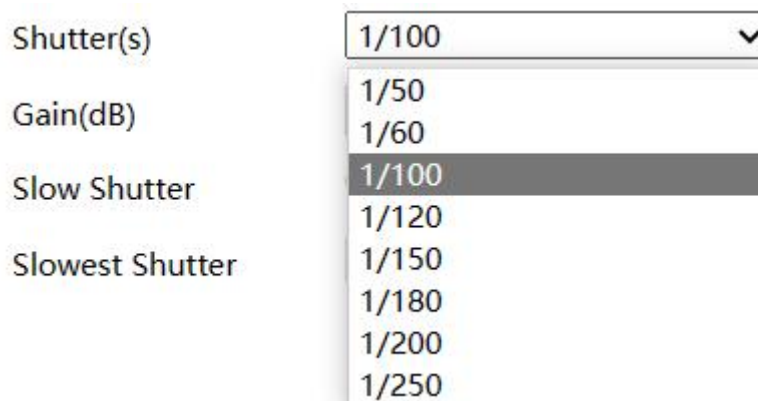 Shutter(s)
1/100
1/50
Gain(dB)
1/60
1/100
Slow Shutter
1/120
Slowest Shutter
1/150
1/180
1/200
1/250